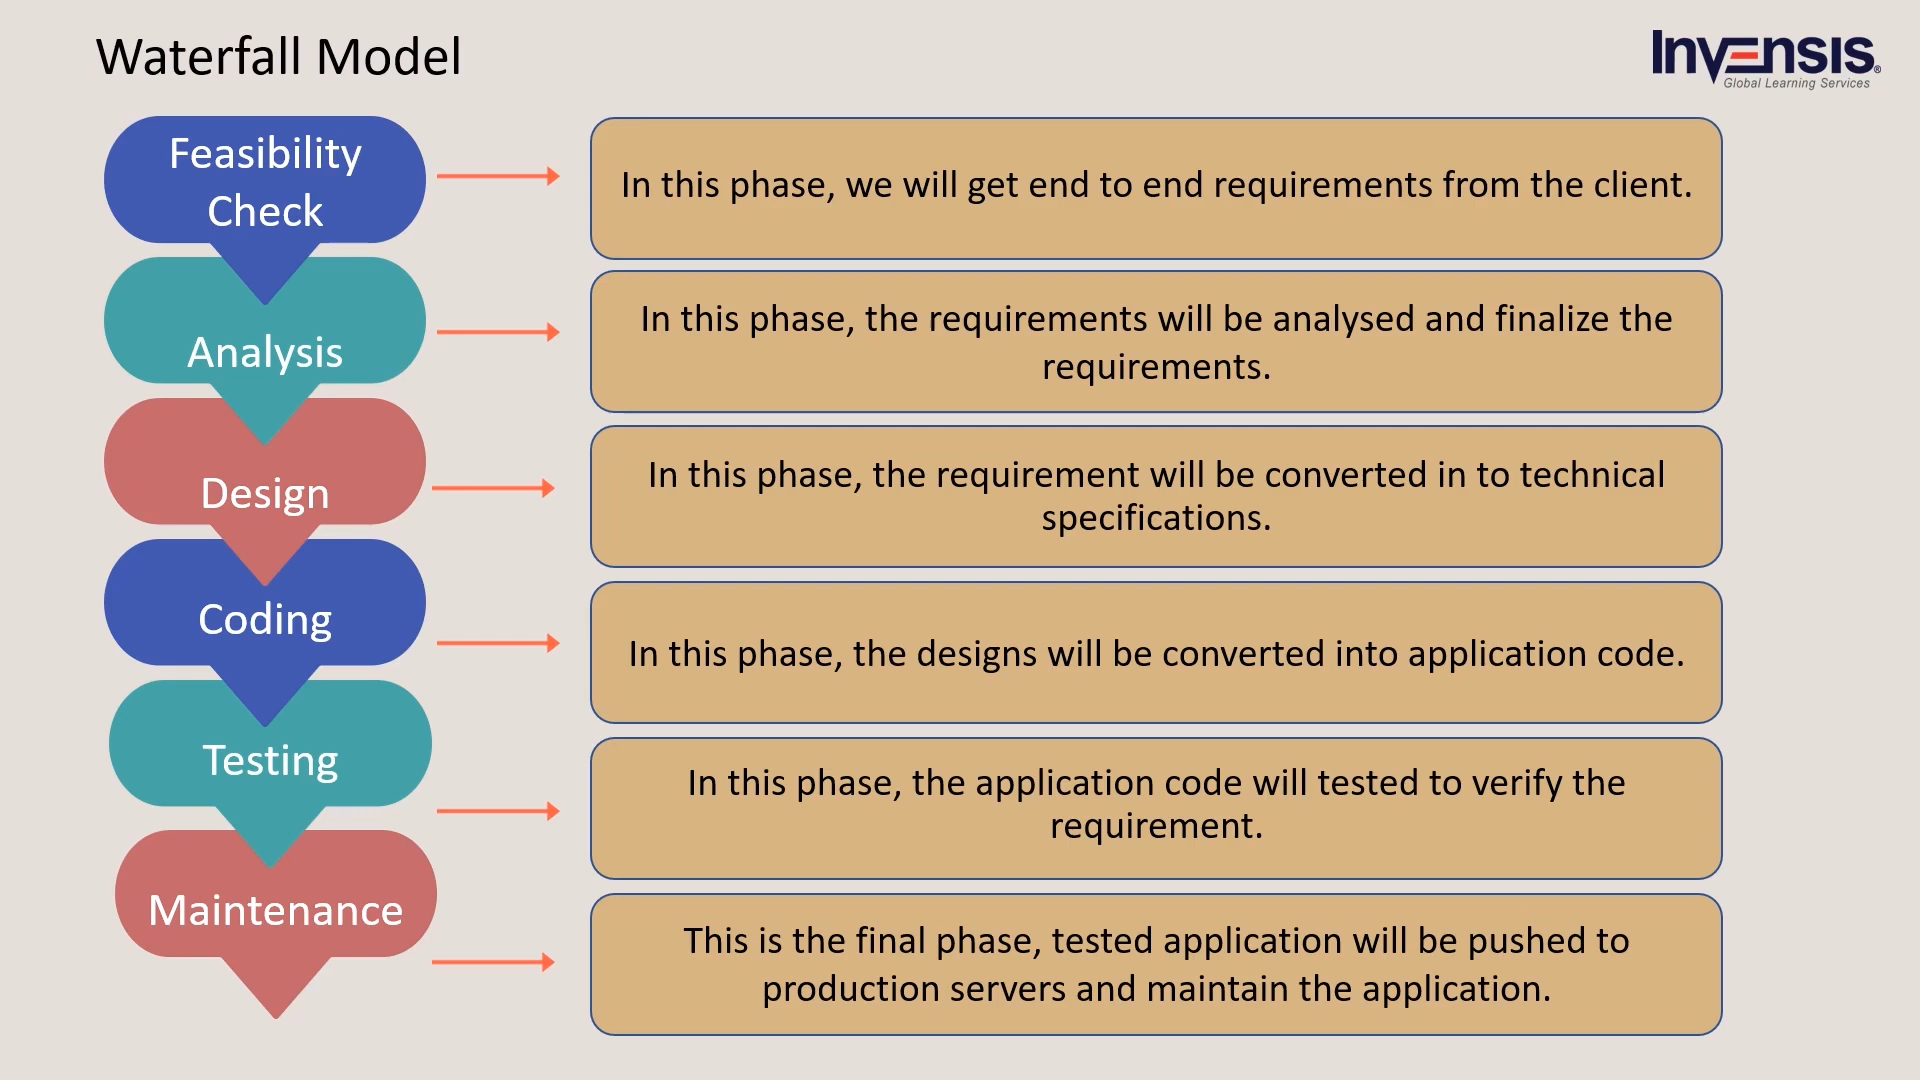 Waterfall Model
Invensis®
Global Learning Services
Feasibility
Check
In this phase, we will get end to end requirements from the client.
Analysis
In this phase, the requirements will be analysed and finalize the
requirements.
Design
In this phase, the requirement will be converted in to technical
specifications.
Coding
In this phase, the designs will be converted into application code.
Testing
In this phase, the application code will tested to verify the
requirement.
Maintenance
This is the final phase, tested application will be pushed to
production servers and maintain the application.